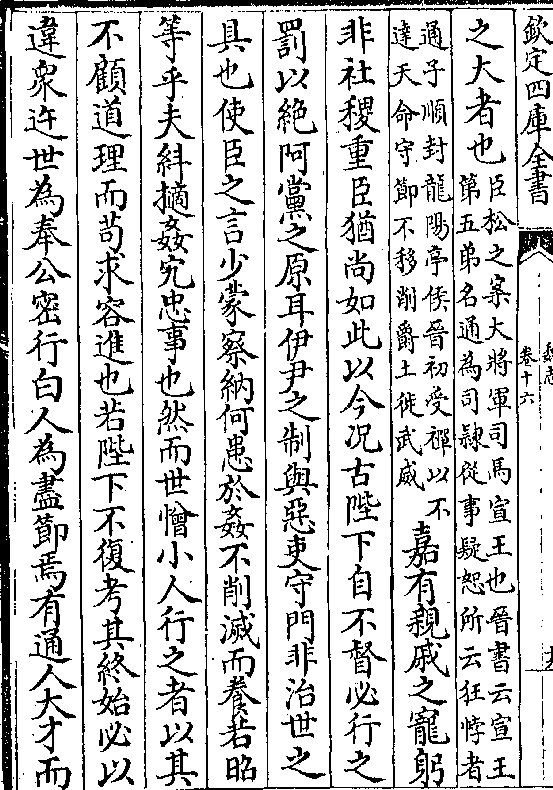 欽定四庫全書
卷十六
之大者也臣松之案大將軍司馬宣王也晉書云宣王
第五弟名通為司隸從事疑恕所云狂悖者
通子順封龍陽亭侯晉初受禪以不
達天命守節不移削爵土徙武威嘉有親戚之寵躬
非社稷重臣猶尚如此以今况古陛下自不督必行之
罰以絶阿黨之原耳伊尹之制與惡吏守門非治世之
具也使臣之言少蒙察納何患於姦不削滅而養若昭
等乎夫糾擿姦宄忠事也然而世憎小人行之者以其
不顧道理而苟求容進也若陛下不復考其終始必以
違衆迕世為奉公密行白人為盡節焉有通人大才而